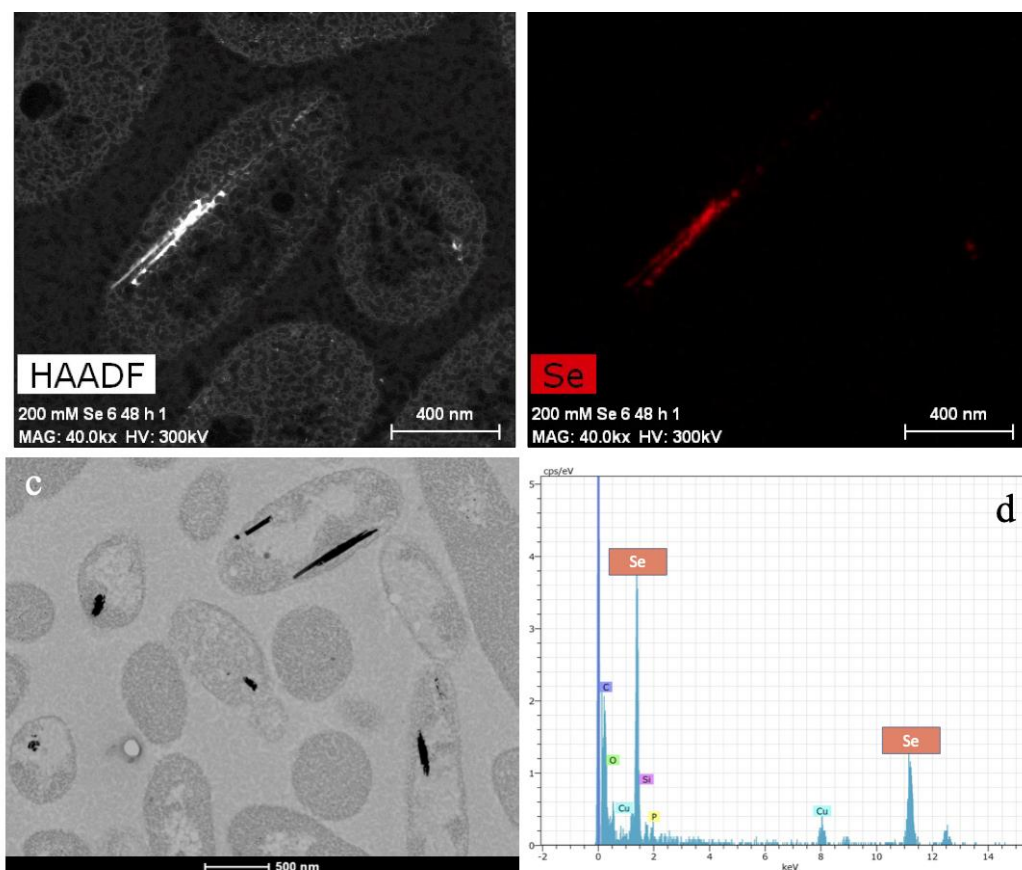 HAADF
200 mM Se 6 48 h 1
MAG: 40.0kx HV: 300kV
400 nm
Se
200 mM Se 6 48 h 1
MAG: 40.0kx HV: 300kV
400 nm
c
500 nm
cps/eV
d
5
4
3
2
1
0
Se
C
O
Cu
Si
P
Cu
Se
-2 0 2 4 6 8 10 12 14
keV